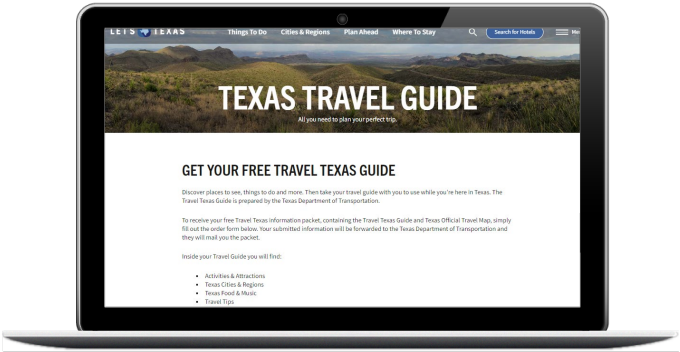 LETS TEXAS
Things To Do Cities & Regions Plan Ahead Where To Stay Search for Hotels Me
TEXAS TRAVEL GUIDE
All you need to plan your perfect trip.
GET YOUR FREE TRAVEL TEXAS GUIDE
Discover places to see, things to do and more. Then take your travel guide with you to use while you're here in Texas. The
Travel Texas Guide is prepared by the Texas Department of Transportation.
To receive your free Travel Texas information packet, containing the Travel Texas Guide and Texas Official Travel Map, simply
fill out the order form below. Your submitted information will be forwarded to the Texas Department of Transportation and
they will mail you the packet.
Inside your Travel Guide you will find:
• Activities & Attractions
• Texas Cities & Regions
• Texas Food & Music
• Travel Tips